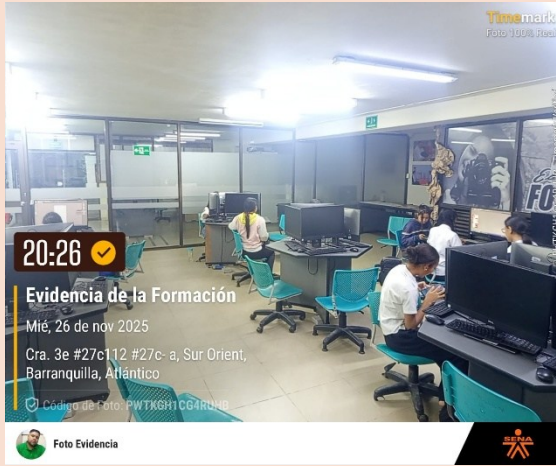 Timemark
Foto 100% Real
FO
20:26
Evidencia de la Formación
Mié, 26 de nov 2025
Cra. 3e #27c112 #27c- a, Sur Orient,
Barranquilla, Atlántico
Código de Foto: PWTKGH1CG4RUHB
Foto Evidencia
SENA